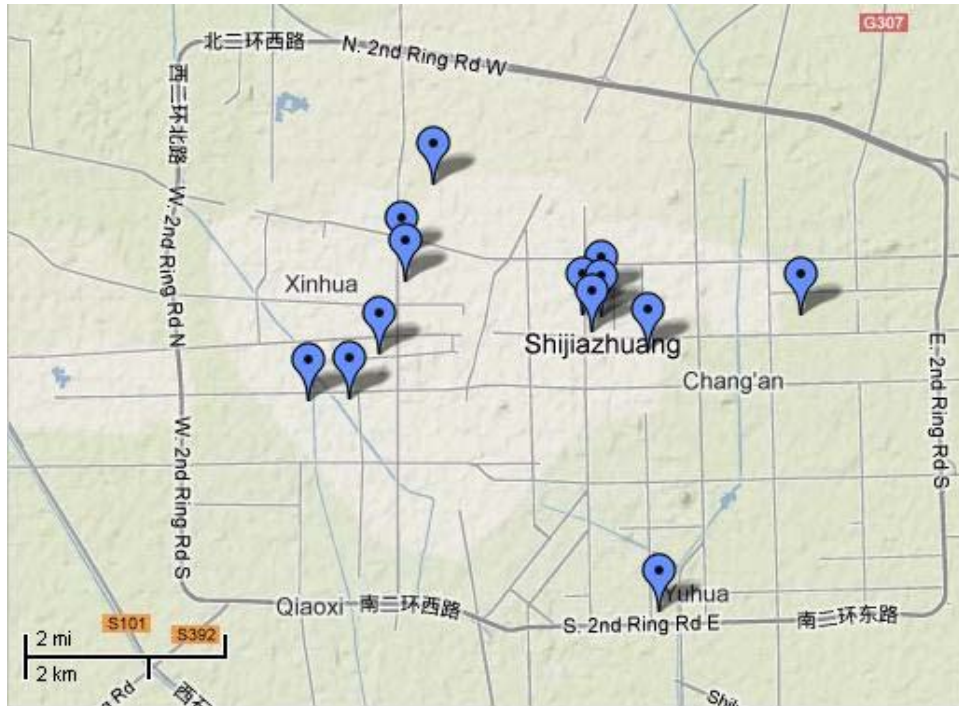 G307
北二环西路
N. 2nd Ring Rd W
西二环北路
W. 2nd Ring Rd N
Xinhua
Shijiazhuang
Chang'an
E. 2nd Ring Rd S
W. 2nd Ring Rd S
Yuhua
Qiaoxi
南二环西路
S. 2nd Ring Rd E
南二环东路
S101
S392
2 mi
2 km
Rd